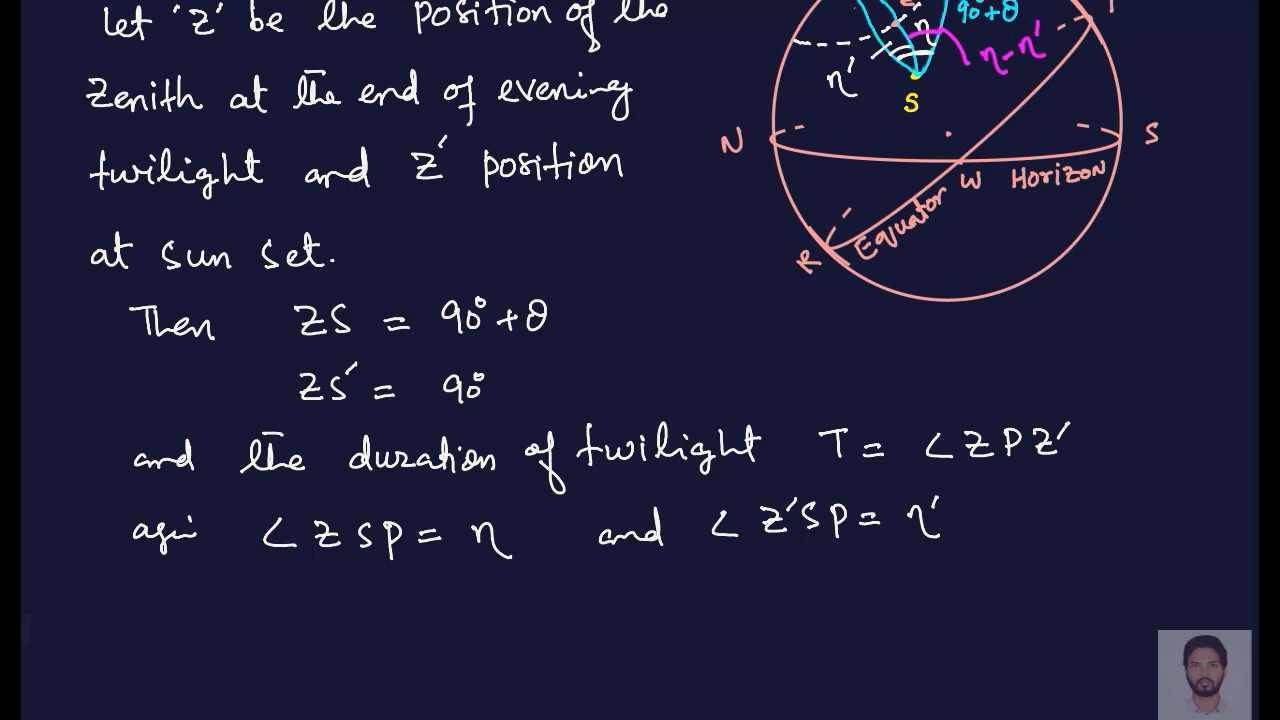 Let 'Z' be the position of the
Zenith at the end of evening
twilight and Z' position
at sun set.
Then ZS = 90° + θ
ZS' = 90°
and the duration of twilight T = ∠ZPZ'
agin ∠ZSP = η and ∠Z'SP = η'
90°+θ
η
η - η'
η'
S
N
S
W Horizon
Equator
R